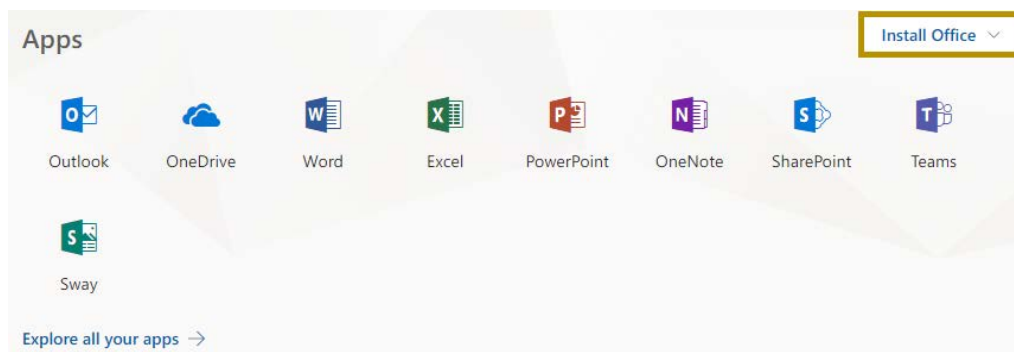 Apps
Install Office
Outlook OneDrive Word Excel PowerPoint OneNote SharePoint Teams
Sway
Explore all your apps